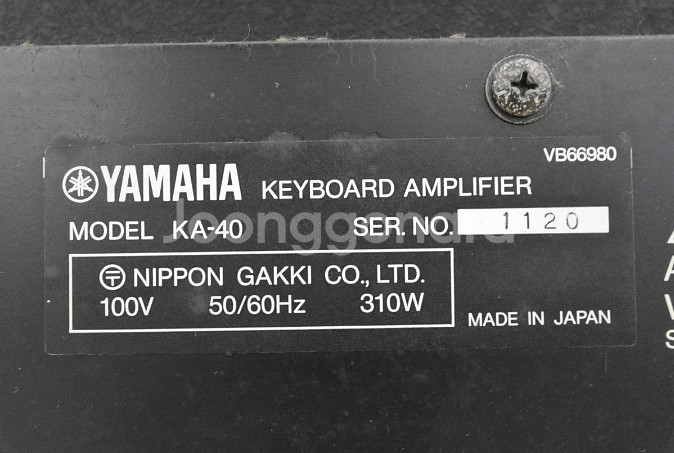 VB66980
YAMAHA KEYBOARD AMPLIFIER
MODEL KA-40 SER. NO. 1120
〶 NIPPON GAKKI CO., LTD.
100V 50/60Hz 310W
MADE IN JAPAN
Joonggonara